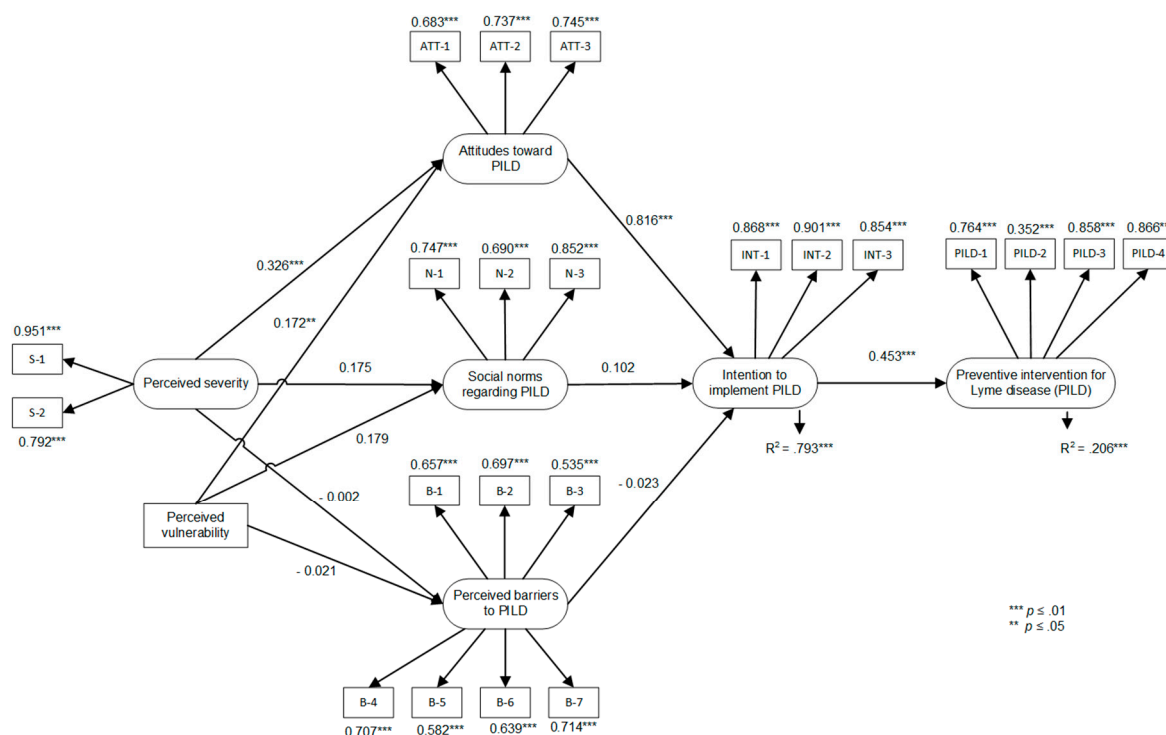 0.683*** 0.737*** 0.745***
ATT-1 ATT-2 ATT-3
Attitudes toward
PILD
0.816***
0.326***
0.172**
0.747*** 0.690*** 0.852***
N-1 N-2 N-3
0.868*** 0.901*** 0.854***
INT-1 INT-2 INT-3
0.764*** 0.352*** 0.858*** 0.866**
PILD-1 PILD-2 PILD-3 PILD-4
0.951***
S-1
S-2
0.792***
Perceived severity
0.175
Social norms
regarding PILD
0.102
Intention to
implement PILD
0.453***
Preventive intervention for
Lyme disease (PILD)
R² = .793***
R² = .206***
0.179
- 0.002
Perceived
vulnerability
- 0.021
0.657*** 0.697*** 0.535***
B-1 B-2 B-3
- 0.023
Perceived barriers
to PILD
B-4 B-5 B-6 B-7
0.707*** 0.582*** 0.639*** 0.714***
*** p ≤ .01
** p ≤ .05